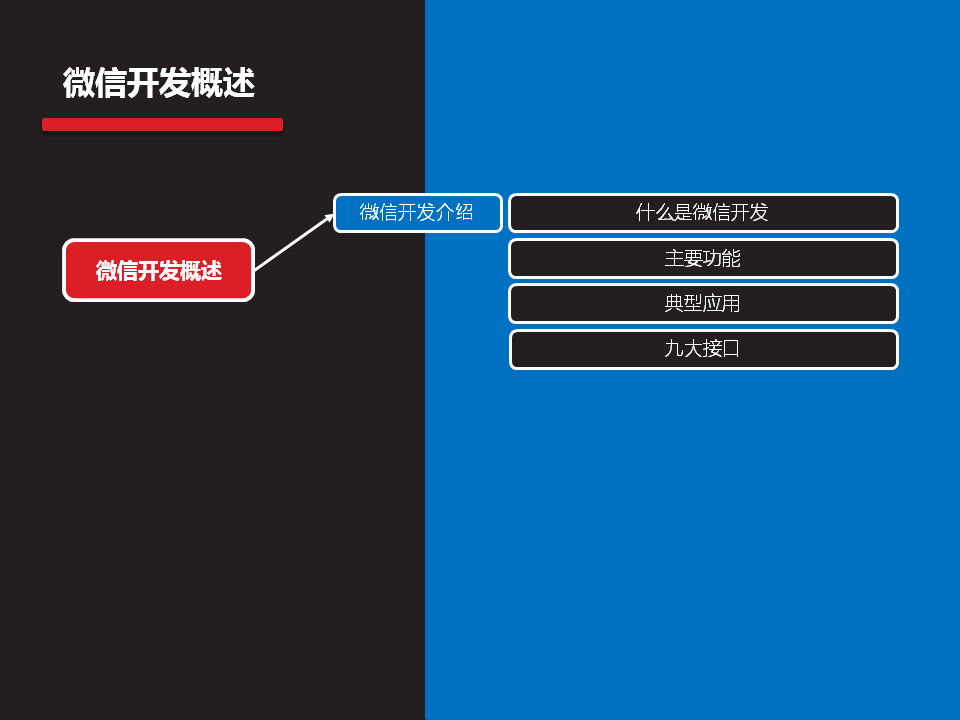 微信开发概述
微信开发介绍
什么是微信开发
主要功能
微信开发概述
典型应用
九大接口